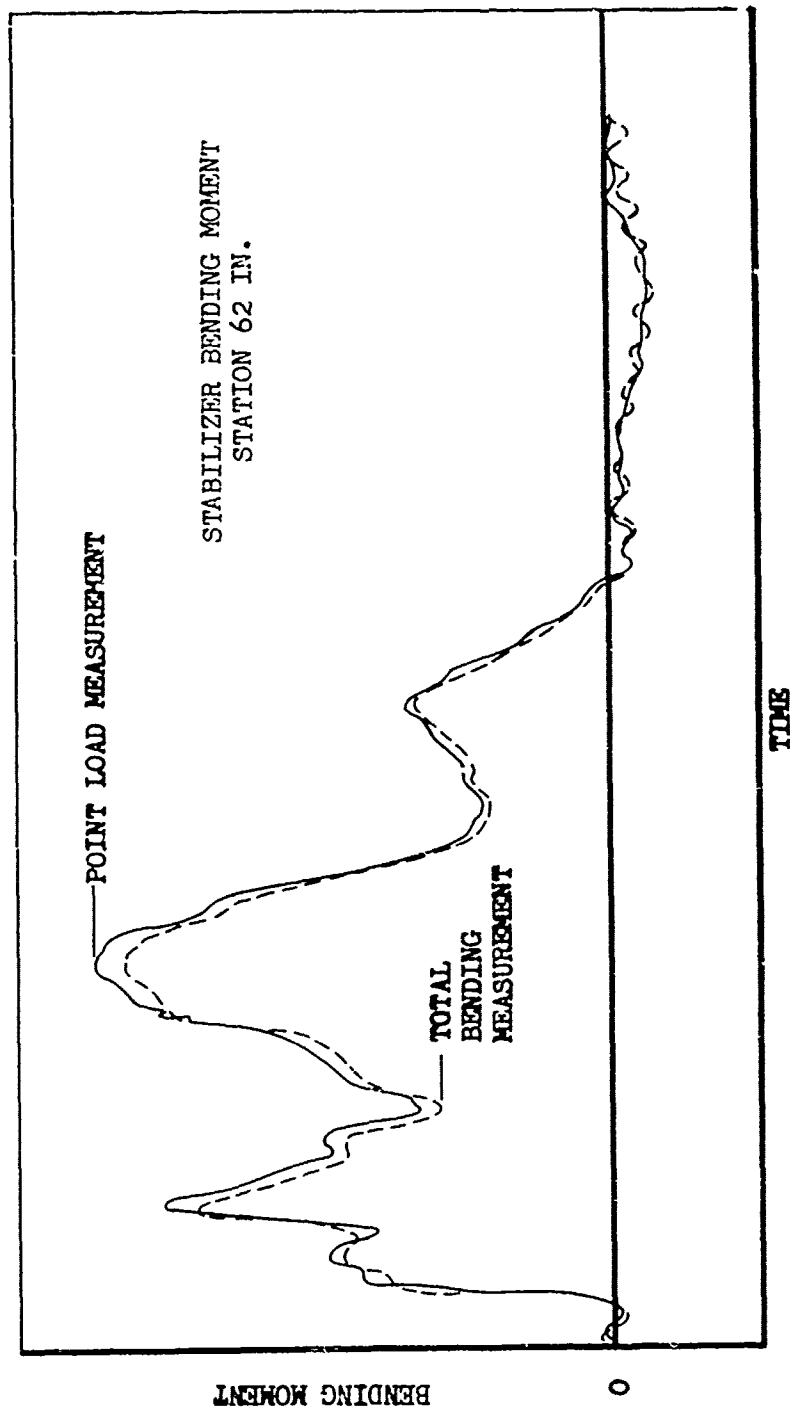 STABILIZER BENDING MOMENT
STATION 62 IN.
POINT LOAD MEASUREMENT
TOTAL
BENDING
MEASUREMENT
BENDING MOMENT
0
TIME